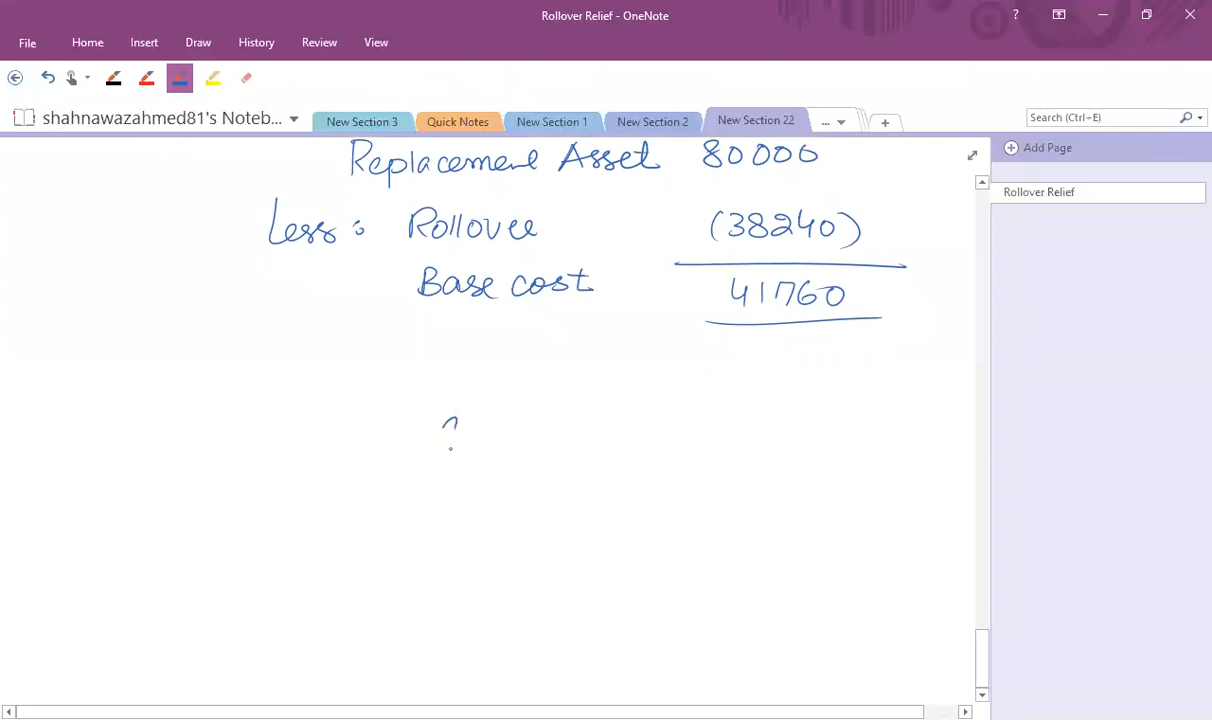 Rollover Relief - OneNote
?
File Home Insert Draw History Review View
shahnawazahmed81's Noteb... New Section 3 Quick Notes New Section 1 New Section 2 New Section 22 ... + Search (Ctrl+E)
Add Page
Rollover Relief
Replacement Asset 80000
Less: Rollover (38240)
Base cost 41760